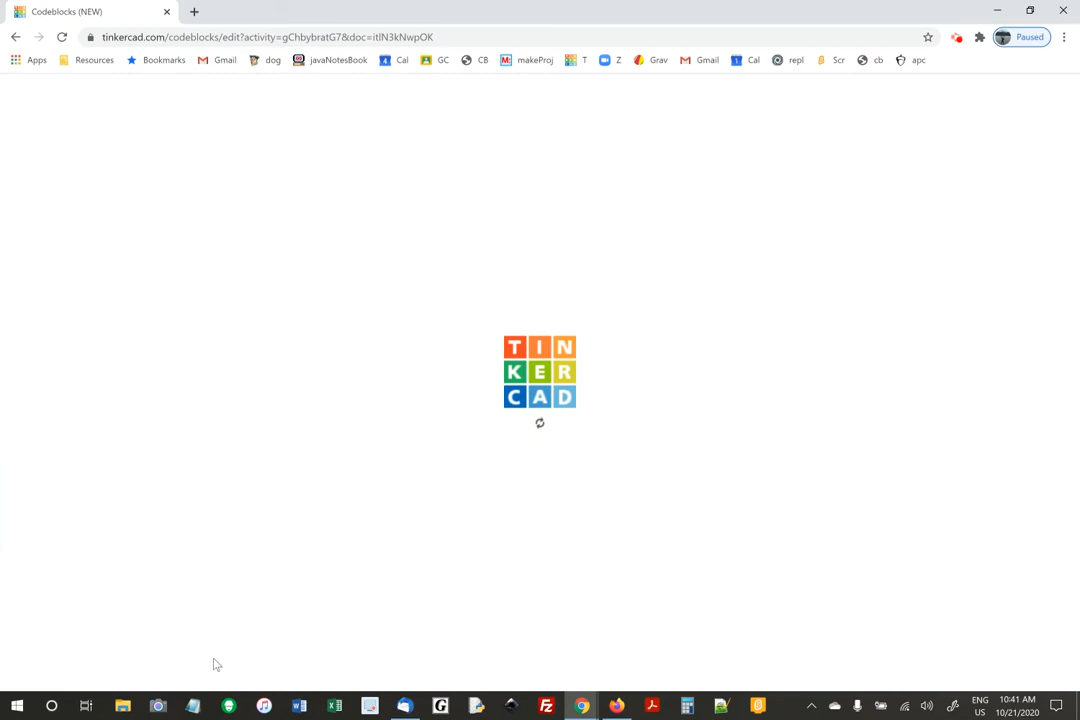 Codeblocks (NEW)
tinkercad.com/codeblocks/edit?activity=gChbybratG7&doc=itlN3kNwpOK
Paused
Apps Resources Bookmarks Gmail dog javaNotesBook Cal GC CB makeProj T Z Grav Gmail Cal repl Scr cb apc
TIN
KER
CAD
ENG 10:41 AM
US 10/21/2020